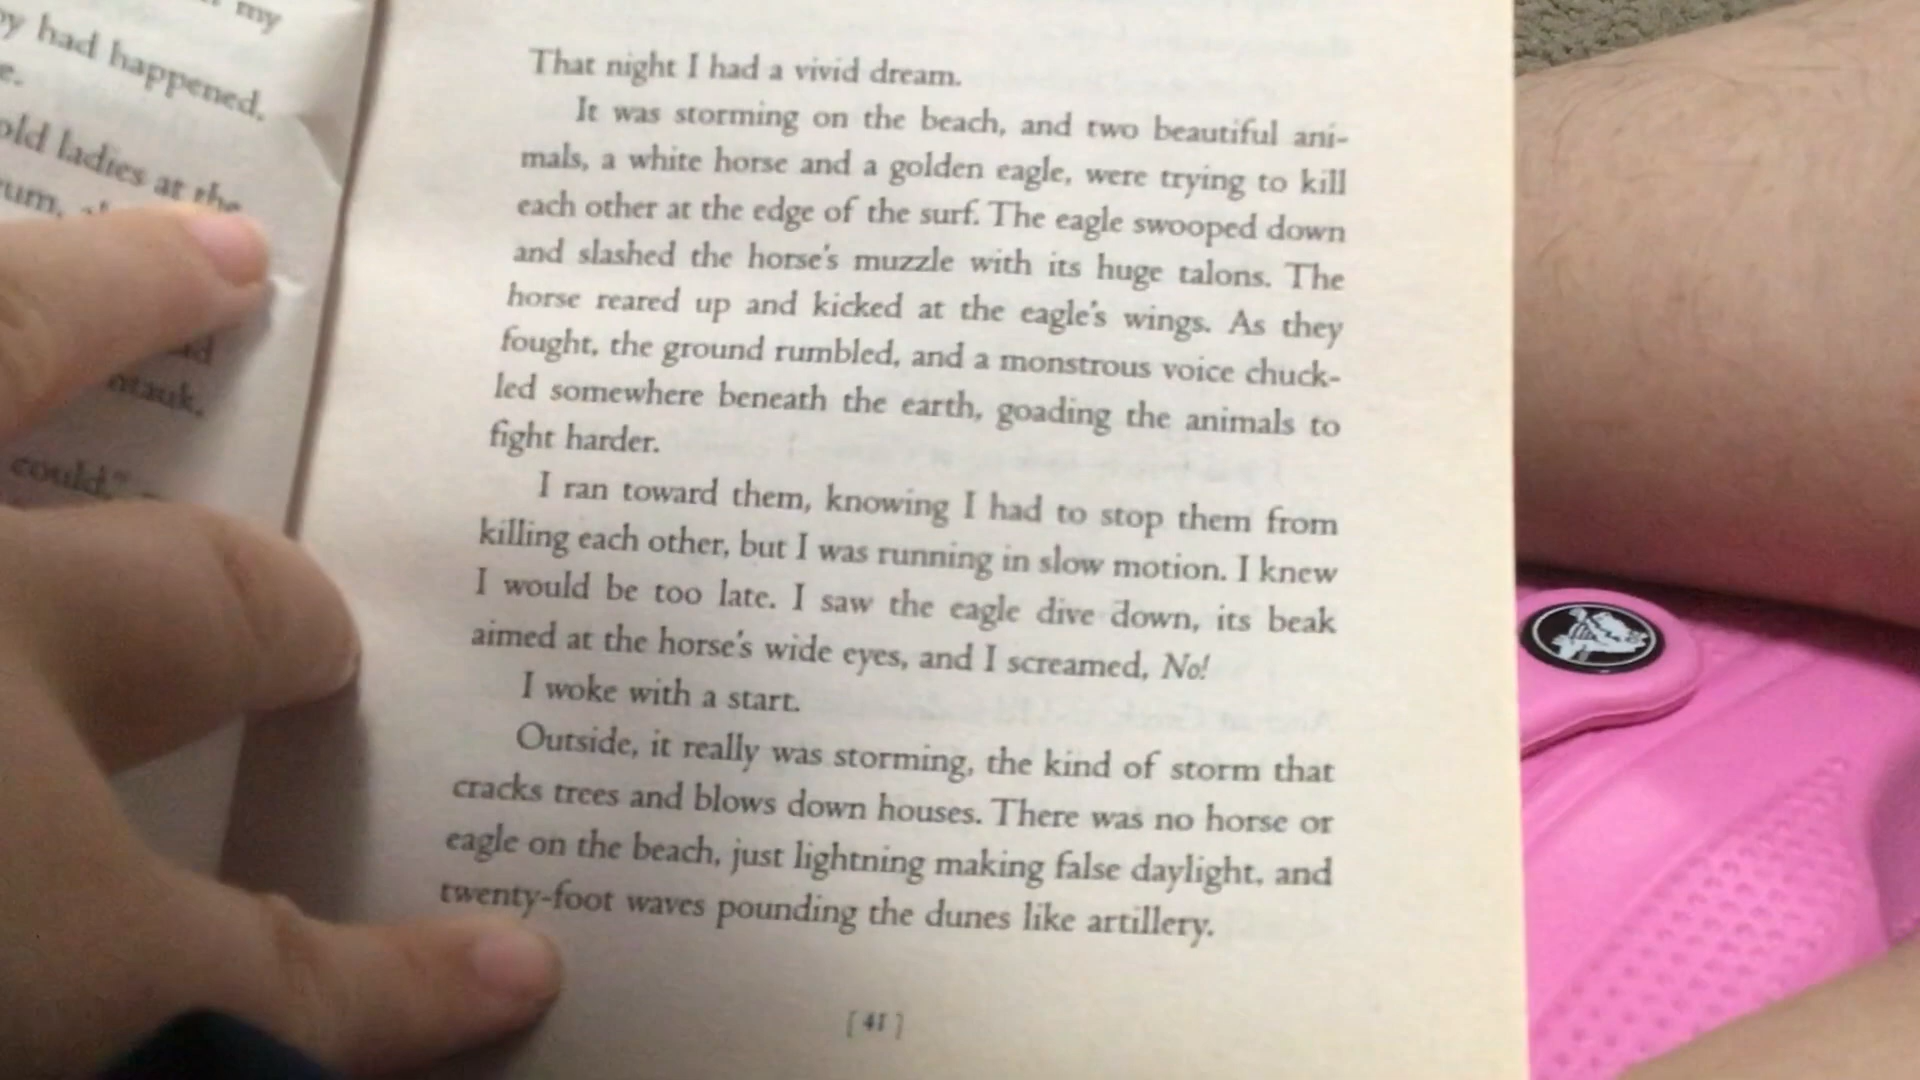 my
had happened.
e.
old ladies at the
um,
ntauk.
could."
That night I had a vivid dream.
It was storming on the beach, and two beautiful ani-
mals, a white horse and a golden eagle, were trying to kill
each other at the edge of the surf. The eagle swooped down
and slashed the horse's muzzle with its huge talons. The
horse reared up and kicked at the eagle's wings. As they
fought, the ground rumbled, and a monstrous voice chuck-
led somewhere beneath the earth, goading the animals to
fight harder.
I ran toward them, knowing I had to stop them from
killing each other, but I was running in slow motion. I knew
I would be too late. I saw the eagle dive down, its beak
aimed at the horse's wide eyes, and I screamed, No!
I woke with a start.
Outside, it really was storming, the kind of storm that
cracks trees and blows down houses. There was no horse or
eagle on the beach, just lightning making false daylight, and
twenty-foot waves pounding the dunes like artillery.
[ 41 ]